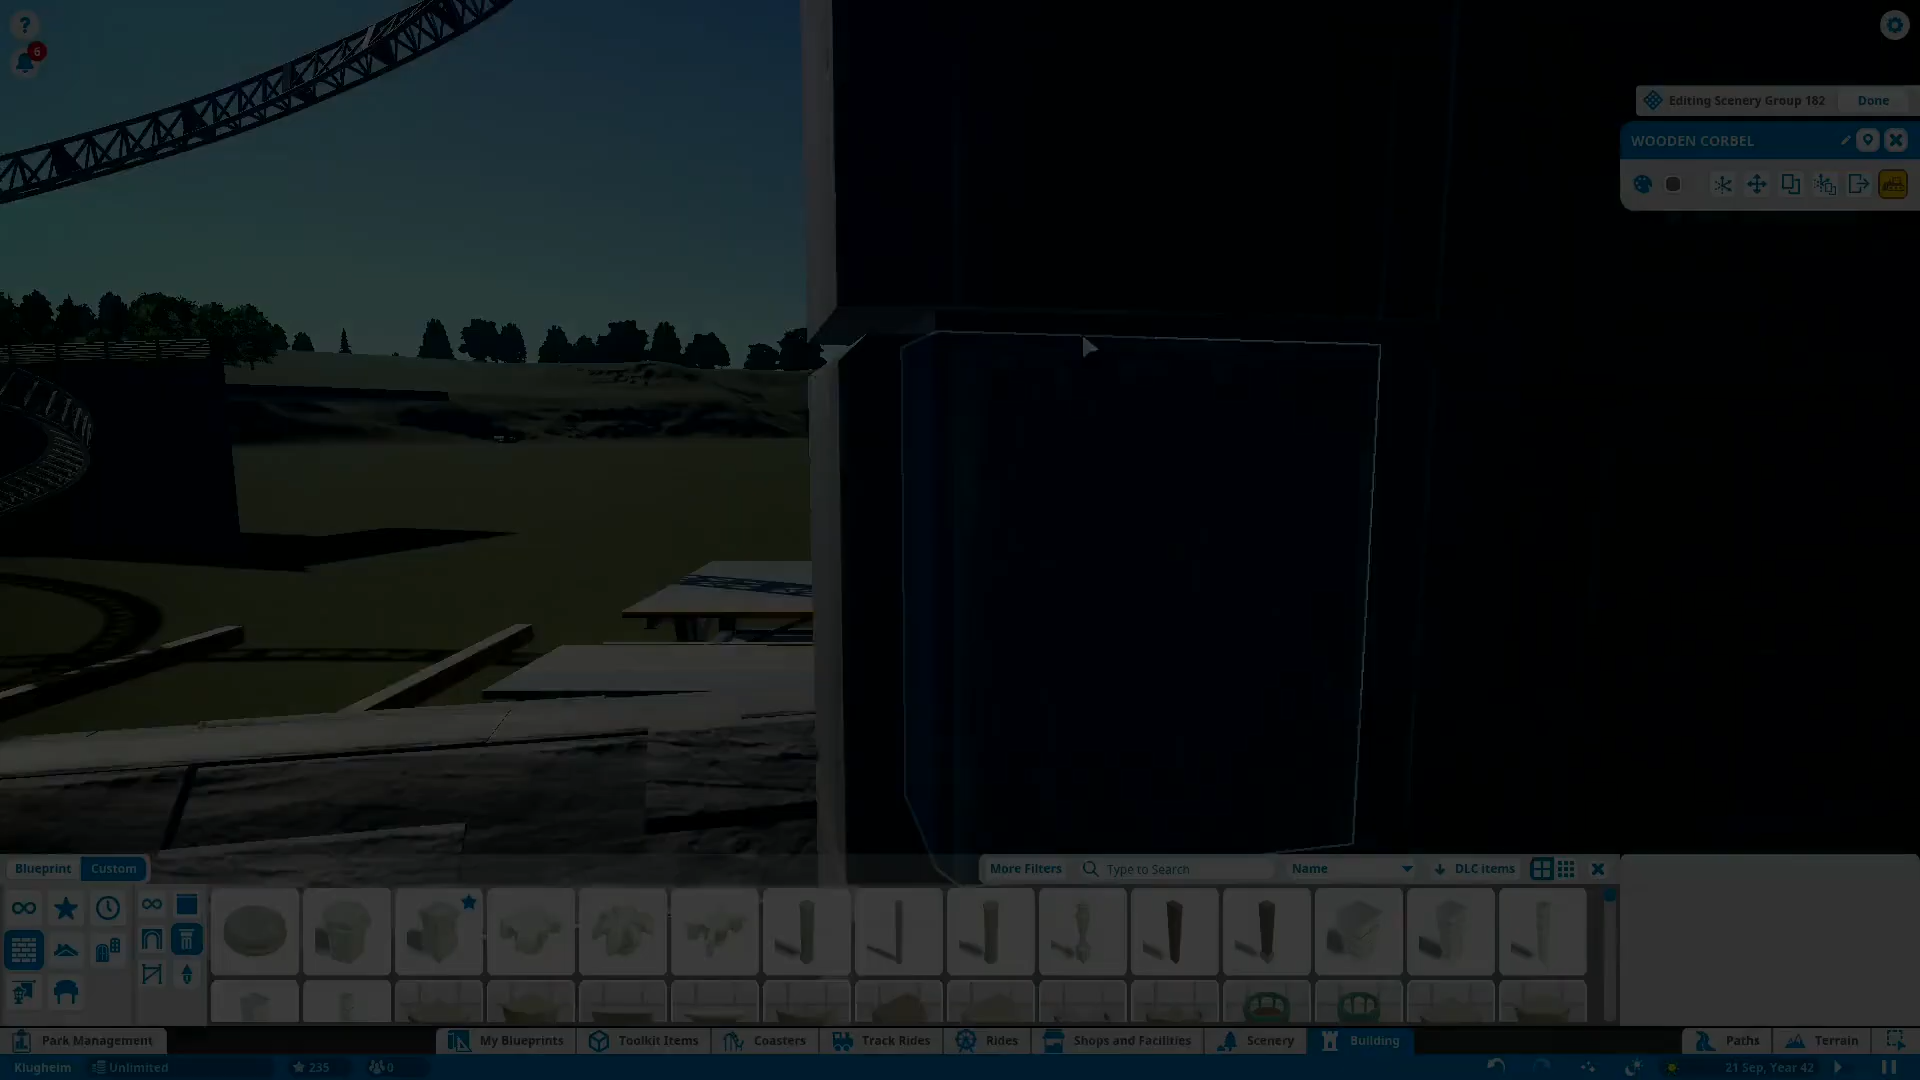 ?
6
Editing Scenery Group 182 Done
WOODEN CORBEL
Blueprint Custom
More Filters Type to Search Name DLC items
Park Management My Blueprints Toolkit Items Coasters Track Rides Rides Shops and Facilities Scenery Building Paths Terrain
Klugheim Unlimited 235 0 21 Sep, Year 42